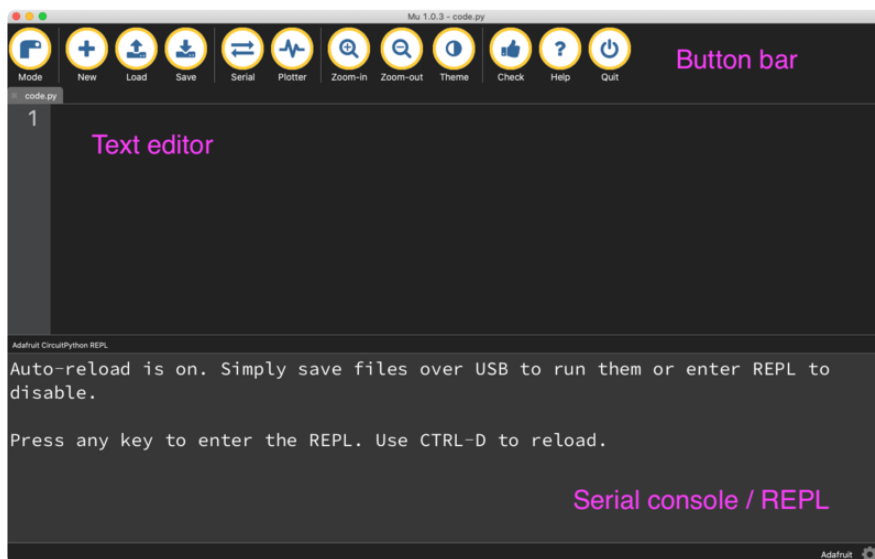 Mu 1.0.3 - code.py
Mode New Load Save Serial Plotter Zoom-in Zoom-out Theme Check Help Quit
Button bar
code.py
1
Text editor
Adafruit CircuitPython REPL
Auto-reload is on. Simply save files over USB to run them or enter REPL to
disable.
Press any key to enter the REPL. Use CTRL-D to reload.
Serial console / REPL
Adafruit